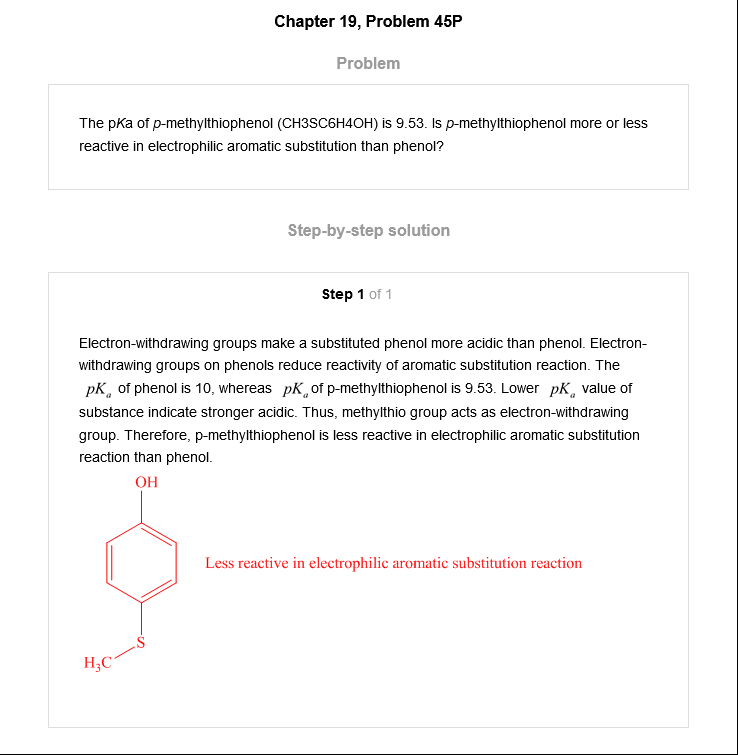 Chapter 19, Problem 45P
Problem
The pKa of p-methylthiophenol (CH3SC6H4OH) is 9.53. Is p-methylthiophenol more or less
reactive in electrophilic aromatic substitution than phenol?
Step-by-step solution
Step 1 of 1
Electron-withdrawing groups make a substituted phenol more acidic than phenol. Electron-
withdrawing groups on phenols reduce reactivity of aromatic substitution reaction. The
pKₐ of phenol is 10, whereas pKₐ of p-methylthiophenol is 9.53. Lower pKₐ value of
substance indicate stronger acidic. Thus, methylthio group acts as electron-withdrawing
group. Therefore, p-methylthiophenol is less reactive in electrophilic aromatic substitution
reaction than phenol.
OH
Less reactive in electrophilic aromatic substitution reaction
S
H₃C